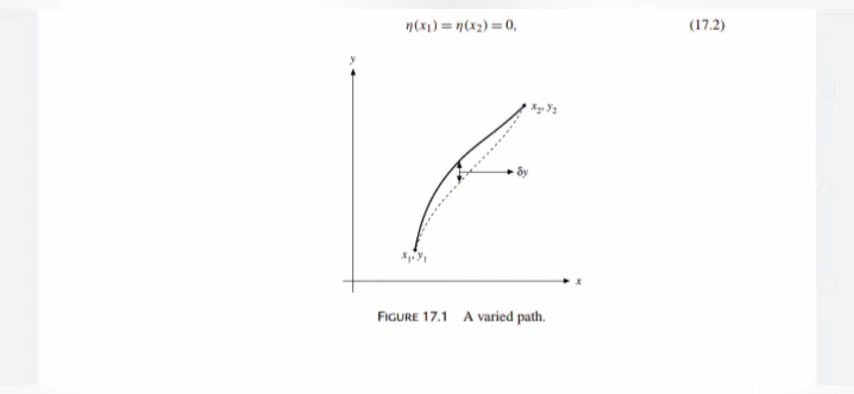 η(x₁) = η(x₂) = 0, (17.2)
y
x₂, y₂
δy
x₁, y₁
x
FIGURE 17.1 A varied path.